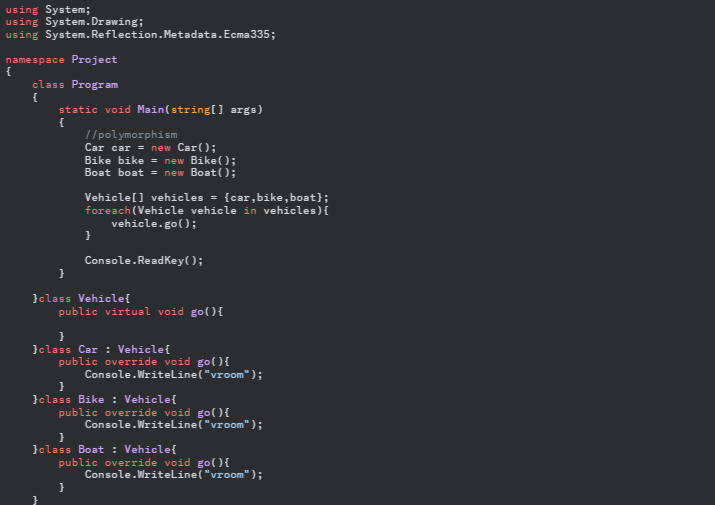 using System;
using System.Drawing;
using System.Reflection.Metadata.Ecma335;

namespace Project
{
    class Program
    {
        static void Main(string[] args)
        {
            //polymorphism
            Car car = new Car();
            Bike bike = new Bike();
            Boat boat = new Boat();

            Vehicle[] vehicles = {car,bike,boat};
            foreach(Vehicle vehicle in vehicles){
                vehicle.go();
            }

            Console.ReadKey();
        }

    }class Vehicle{
        public virtual void go(){

        }
    }class Car : Vehicle{
        public override void go(){
            Console.WriteLine("vroom");
        }
    }class Bike : Vehicle{
        public override void go(){
            Console.WriteLine("vroom");
        }
    }class Boat : Vehicle{
        public override void go(){
            Console.WriteLine("vroom");
        }
    }